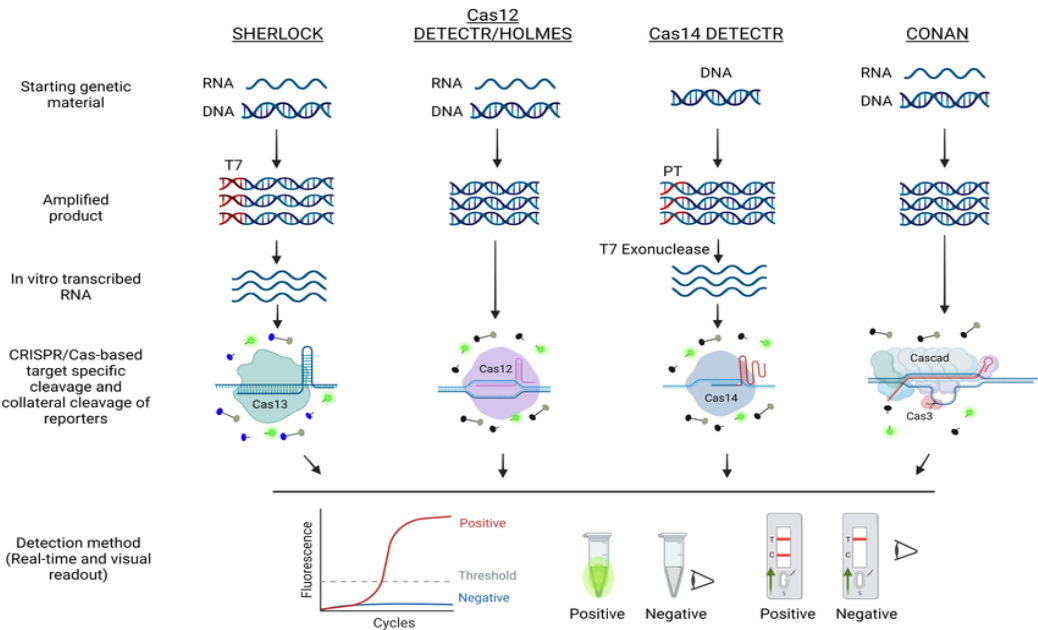 SHERLOCK
Cas12
DETECTR/HOLMES
Cas14 DETECTR
CONAN
Starting genetic
material
RNA
DNA
RNA
DNA
DNA
RNA
DNA
Amplified
product
T7
PT
In vitro transcribed
RNA
T7 Exonuclease
CRISPR/Cas-based
target specific
cleavage and
collateral cleavage of
reporters
Cas13
Cas12
Cas14
Cascad
Cas3
Detection method
(Real-time and visual
readout)
Fluorescence
Positive
Threshold
Negative
Cycles
Positive
Negative
T
C
S
Positive
T
C
S
Negative